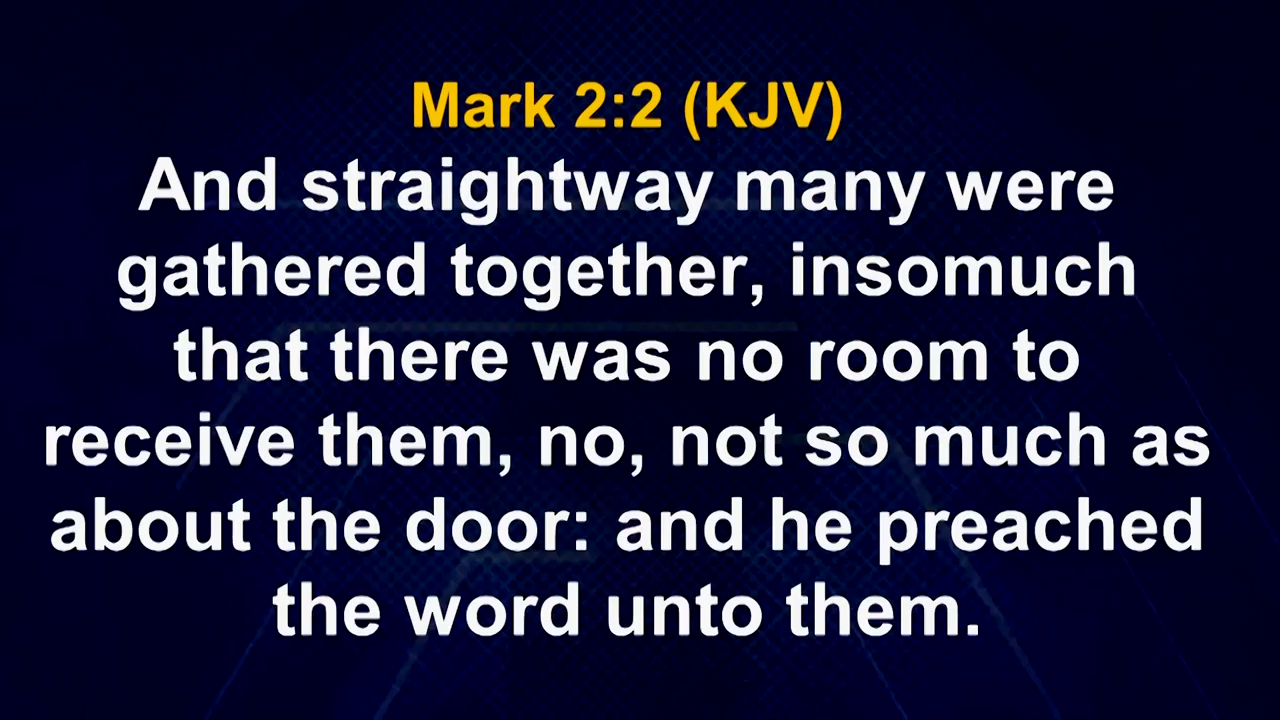 Mark 2:2 (KJV)
And straightway many were
gathered together, insomuch
that there was no room to
receive them, no, not so much as
about the door: and he preached
the word unto them.